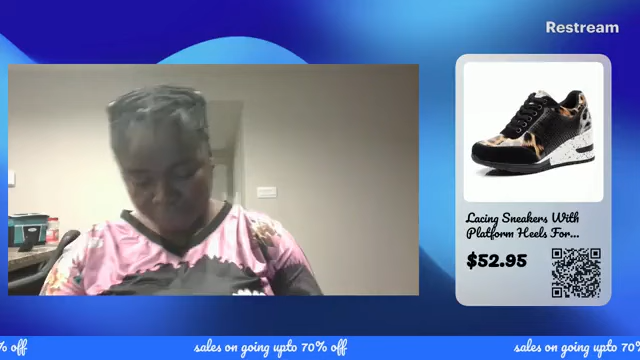 Restream
Lacing Sneakers With
Platform Heels For...
$52.95
% off
sales on going upto 70% off
sales on going upto 70%